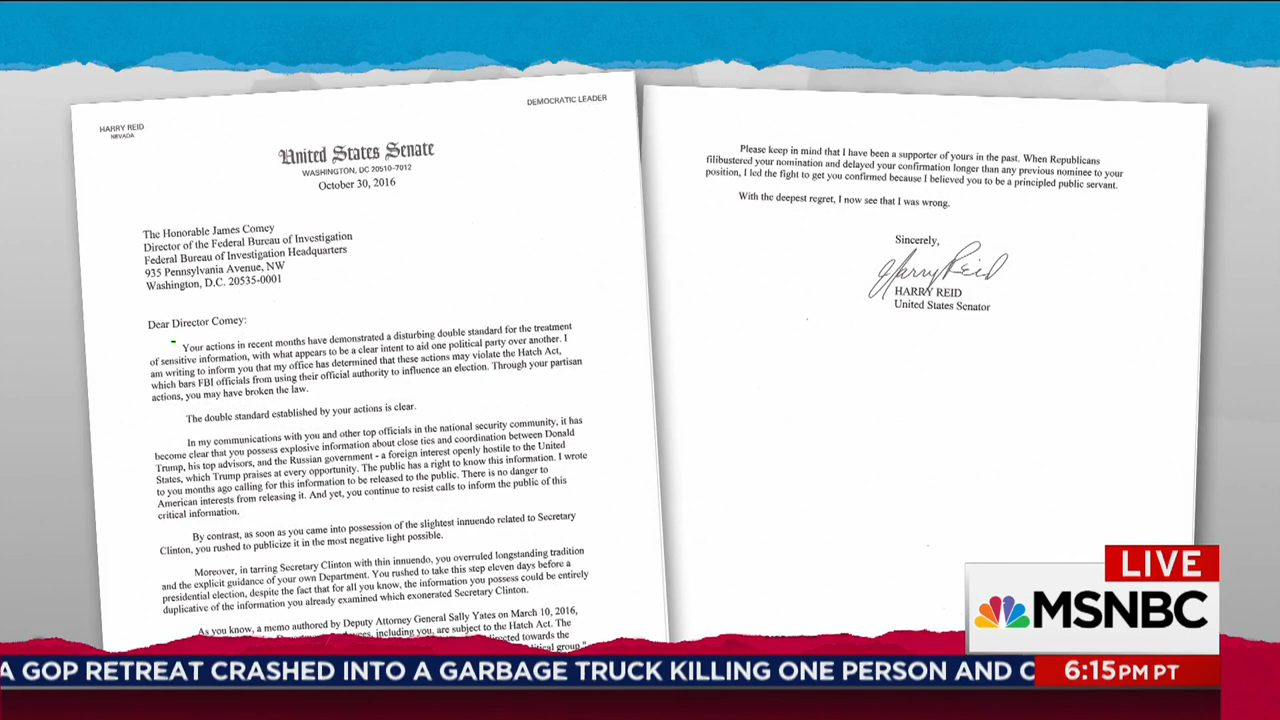 HARRY REID
NEVADA
DEMOCRATIC LEADER
United States Senate
WASHINGTON, DC 20510-7012
October 30, 2016
The Honorable James Comey
Director of the Federal Bureau of Investigation
Federal Bureau of Investigation Headquarters
935 Pennsylvania Avenue, NW
Washington, D.C. 20535-0001
Dear Director Comey:
Your actions in recent months have demonstrated a disturbing double standard for the treatment
of sensitive information, with what appears to be a clear intent to aid one political party over another. I
am writing to inform you that my office has determined that these actions may violate the Hatch Act,
which bars FBI officials from using their official authority to influence an election. Through your partisan
actions, you may have broken the law.
The double standard established by your actions is clear.
In my communications with you and other top officials in the national security community, it has
become clear that you possess explosive information about close ties and coordination between Donald
Trump, his top advisors, and the Russian government - a foreign interest openly hostile to the United
States, which Trump praises at every opportunity. The public has a right to know this information. I wrote
to you months ago calling for this information to be released to the public. There is no danger to
American interests from releasing it. And yet, you continue to resist calls to inform the public of this
critical information.
By contrast, as soon as you came into possession of the slightest innuendo related to Secretary
Clinton, you rushed to publicize it in the most negative light possible.
Moreover, in tarring Secretary Clinton with thin innuendo, you overruled longstanding tradition
and the explicit guidance of your own Department. You rushed to take this step eleven days before a
presidential election, despite the fact that for all you know, the information you possess could be entirely
duplicative of the information you already examined which exonerated Secretary Clinton.
As you know, a memo authored by Deputy Attorney General Sally Yates on March 10, 2016,
including you, are subject to the Hatch Act. The
towards the
group."
Please keep in mind that I have been a supporter of yours in the past. When Republicans
filibustered your nomination and delayed your confirmation longer than any previous nominee to your
position, I led the fight to get you confirmed because I believed you to be a principled public servant.
With the deepest regret, I now see that I was wrong.
Sincerely,
Harry Reid
HARRY REID
United States Senator
LIVE
MSNBC
A GOP RETREAT CRASHED INTO A GARBAGE TRUCK KILLING ONE PERSON AND C
6:15 PM PT